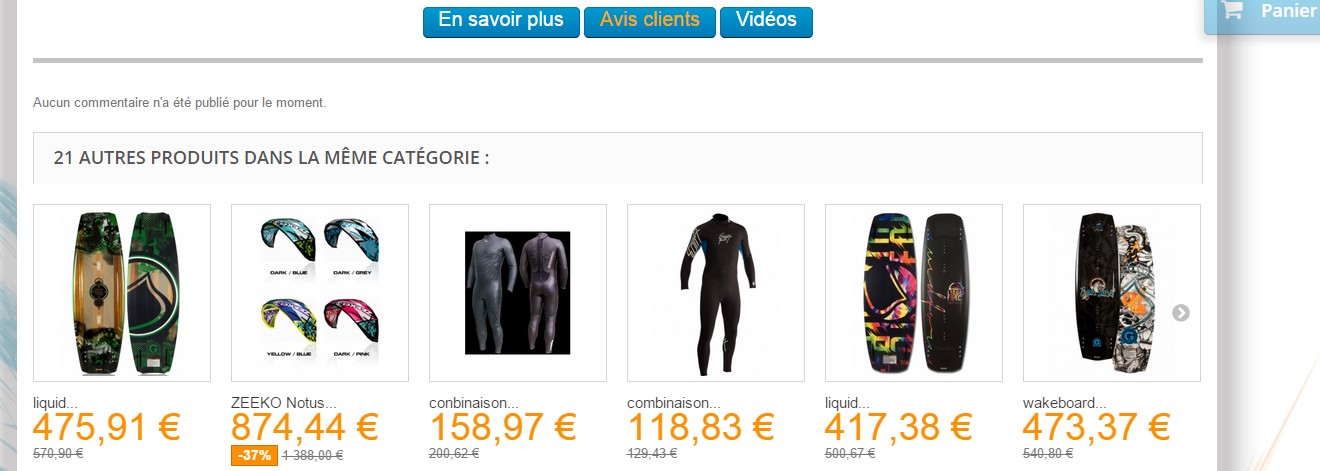 En savoir plus Avis clients Vidéos
Panier
Aucun commentaire n'a été publié pour le moment.
21 AUTRES PRODUITS DANS LA MÊME CATÉGORIE :
DARK / BLUE DARK / GREY
YELLOW / BLUE DARK / PINK
liquid... ZEEKO Notus... conbinaison... combinaison... liquid... wakeboard...
475,91 € 874,44 € 158,97 € 118,83 € 417,38 € 473,37 €
570,90 € -37% 1 388,00 € 200,62 € 129,43 € 500,67 € 540,80 €